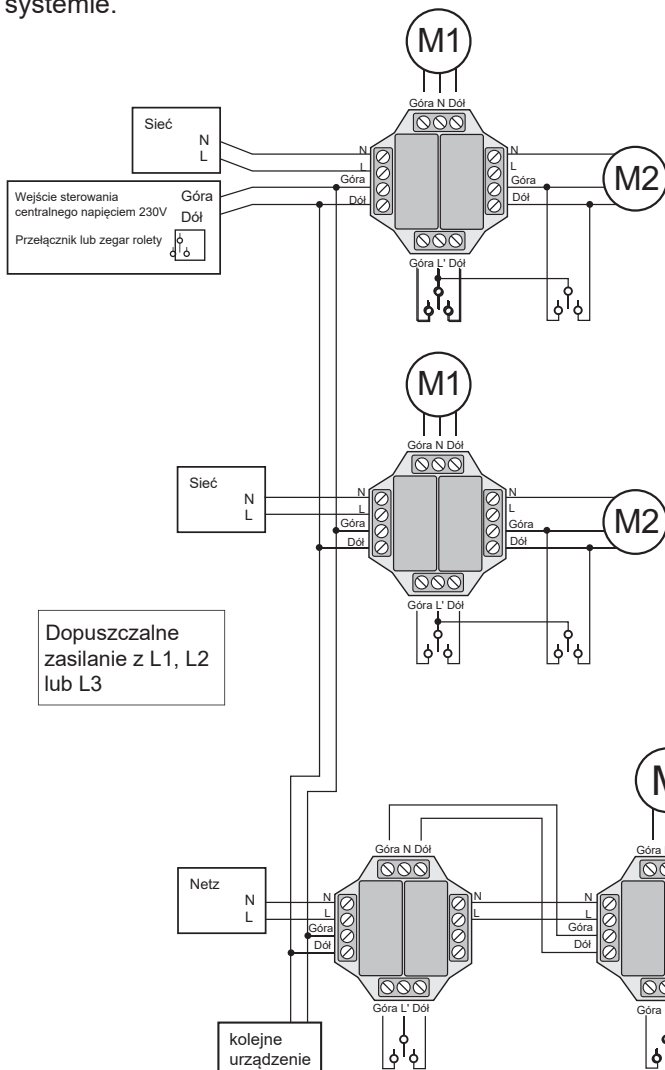 systemie.
M1
Góra N Dół
Sieć
N
L
N
L
Góra
Dół
N
L
Góra
Dół
M2
Wejście sterowania
centralnego napięciem 230V
Przełącznik lub zegar rolety
Góra
Dół
Góra L' Dół
M1
Góra N Dół
Sieć
N
L
N
L
Góra
Dół
N
L
Góra
Dół
M2
Góra L' Dół
Dopuszczalne
zasilanie z L1, L2
lub L3
Góra N Dół
Góra
Netz
N
L
N
L
Góra
Dół
N
L
N
L
Góra
Dół
Góra L' Dół
Góra
kolejne
urządzenie